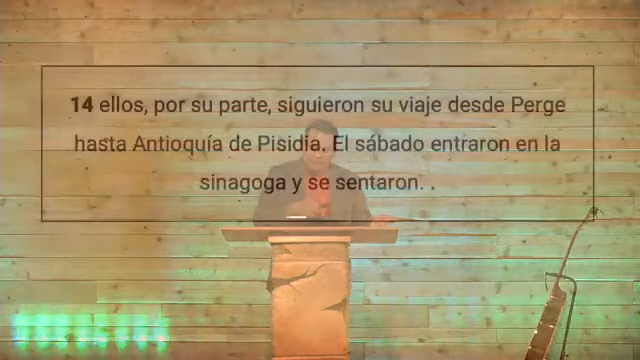 14 ellos, por su parte, siguieron su viaje desde Perge
hasta Antioquía de Pisidia. El sábado entraron en la
sinagoga y se sentaron. .